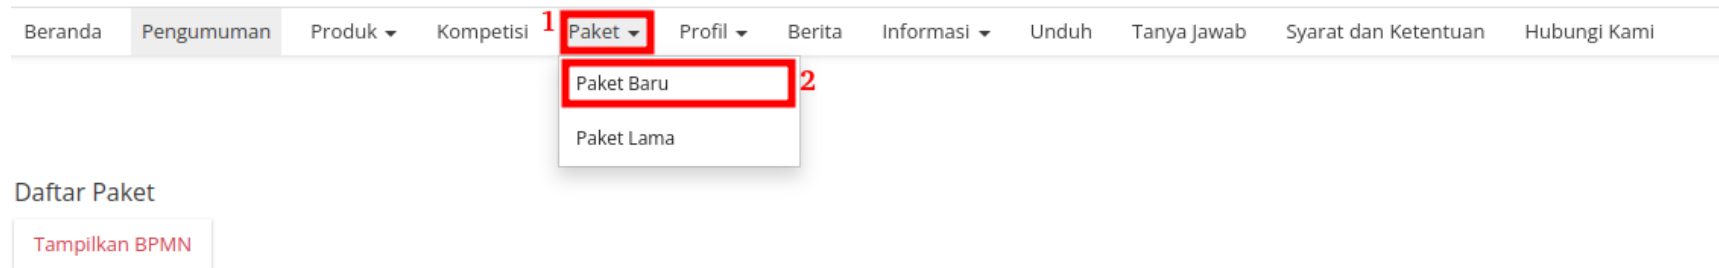 Beranda Pengumuman Produk Kompetisi 1 Paket Profil Berita Informasi Unduh Tanya Jawab Syarat dan Ketentuan Hubungi Kami
Paket Baru 2
Paket Lama
Daftar Paket
Tampilkan BPMN